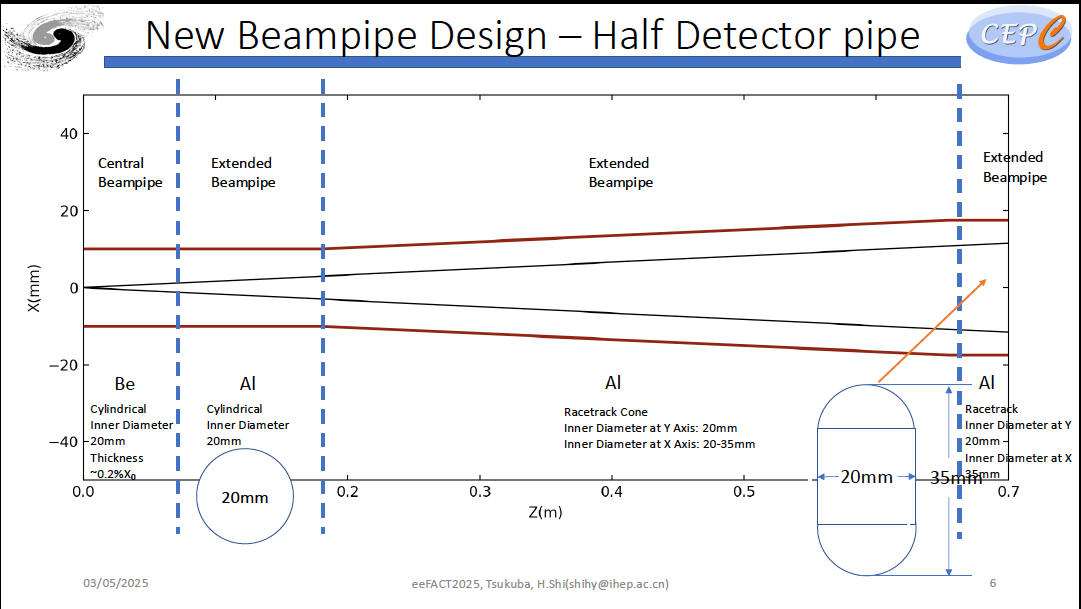 New Beampipe Design – Half Detector pipe
CEPC
40
20
0
−20
−40
X(mm)
Central
Beampipe
Extended
Beampipe
Extended
Beampipe
Extended
Beampipe
Be
Cylindrical
Inner Diameter
20mm
Thickness
~0.2%X₀
Al
Cylindrical
Inner Diameter
20mm
20mm
Al
Racetrack Cone
Inner Diameter at Y Axis: 20mm
Inner Diameter at X Axis: 20-35mm
20mm
35mm
Al
Racetrack
Inner Diameter at Y
20mm
Inner Diameter at X
35mm
0.0
0.2
0.3
0.4
0.5
0.7
Z(m)
03/05/2025
eeFACT2025, Tsukuba, H.Shi(shihy@ihep.ac.cn)
6